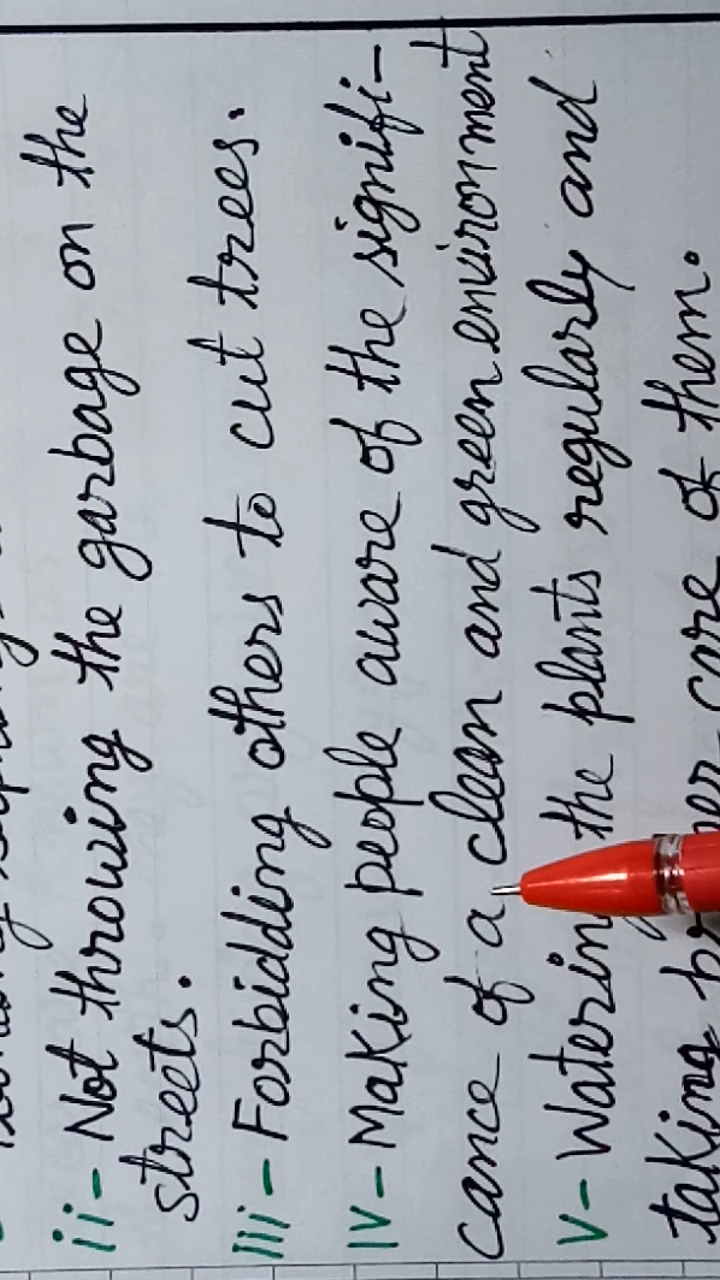 ii- Not throwing the garbage on the
streets.
iii- Forbidding others to cut trees.
iv- Making people aware of the signifi-
cance of a clean and green environment
v- Watering the plants regularly and
taking care of them.